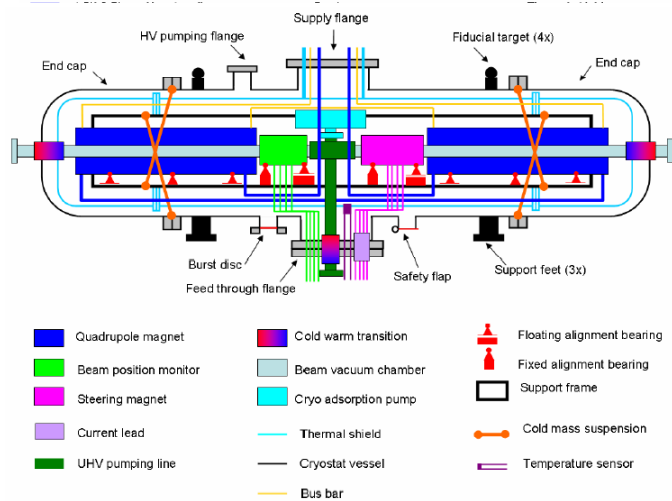 Supply flange
HV pumping flange
Fiducial target (4x)
End cap
End cap
Burst disc
Feed through flange
Safety flap
Support feet (3x)
Quadrupole magnet
Cold warm transition
Floating alignment bearing
Beam position monitor
Beam vacuum chamber
Fixed alignment bearing
Steering magnet
Cryo adsorption pump
Support frame
Current lead
Thermal shield
Cold mass suspension
UHV pumping line
Cryostat vessel
Temperature sensor
Bus bar